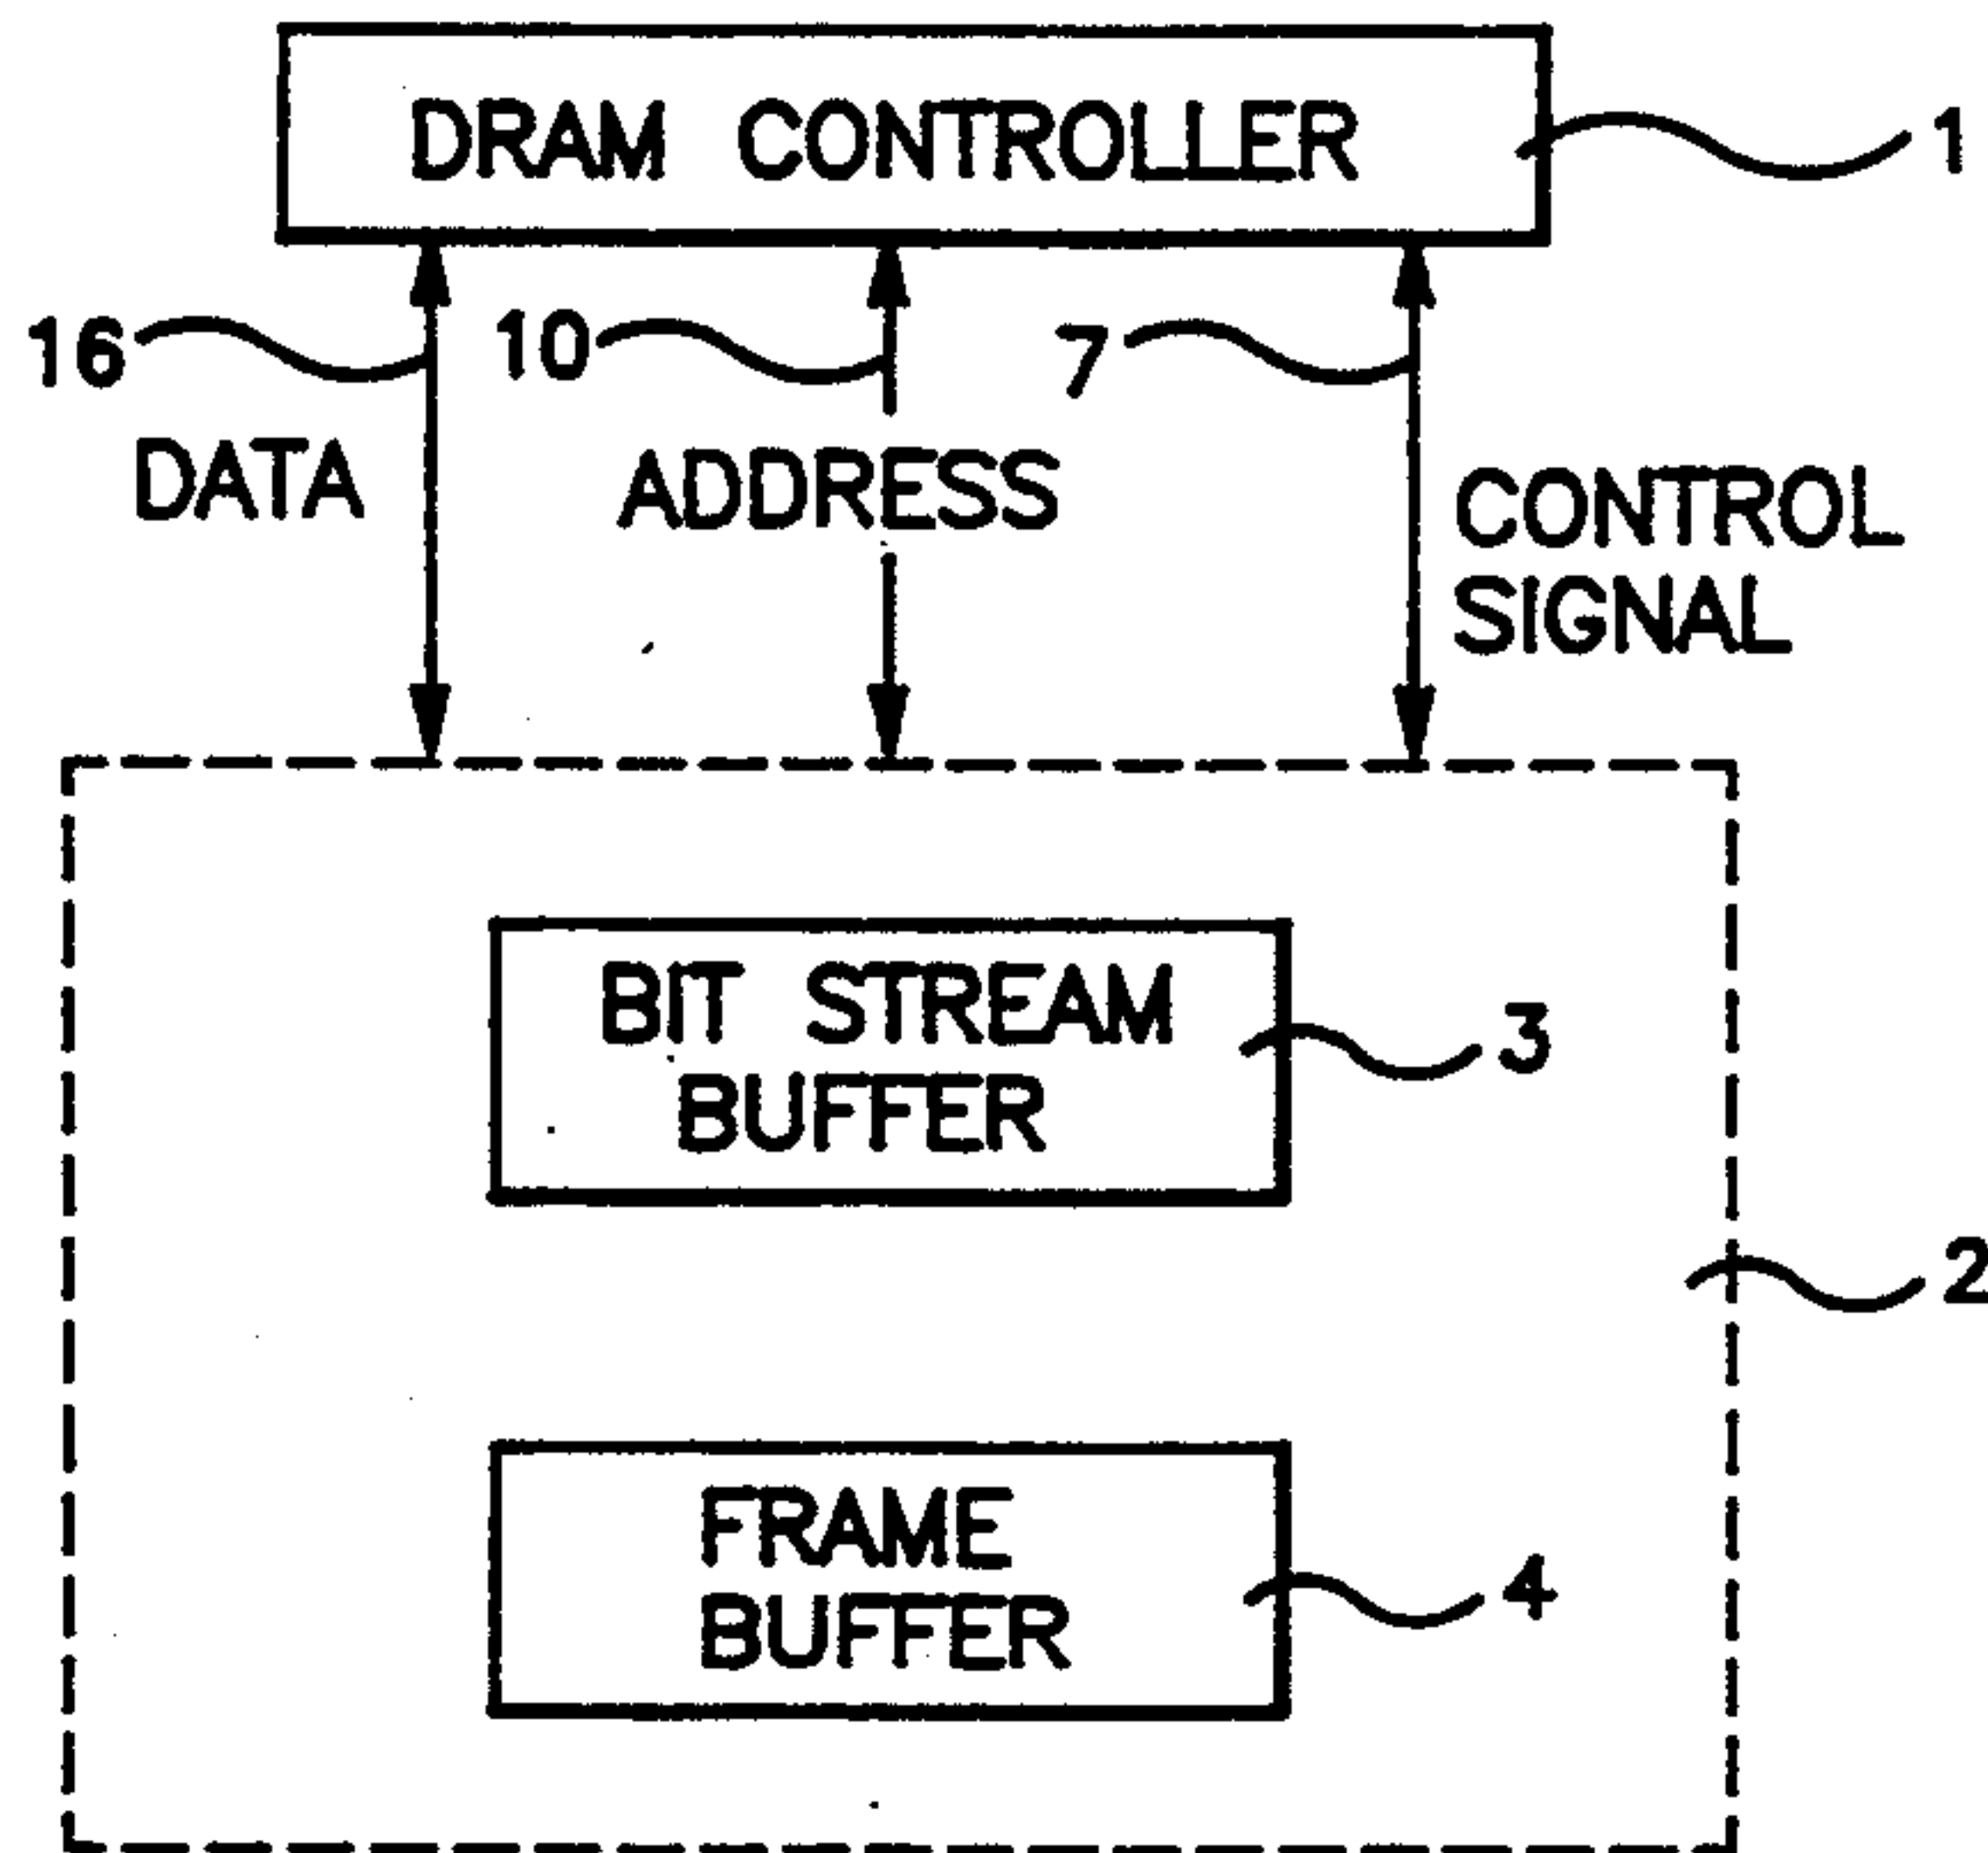 DRAM CONTROLLER
1
16
10
7
DATA
ADDRESS
CONTROL
SIGNAL
BIT STREAM
BUFFER
3
2
FRAME
BUFFER
4